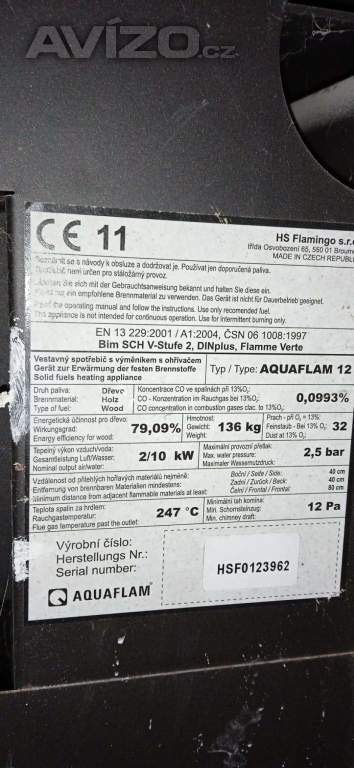 AVÍZO.cz
CE 11
HS Flamingo s.r.o
třída Osvobození 65, 560 01 Broumov
MADE IN CZECH REPUBLIC
Seznamte se s návody k obsluze a dodržovat je. Používat jen doporučená paliva.
Spotřebič není určen pro stáložárný provoz.
Machen Sie sich mit der Gebrauchsanweisung bekannt und halten Sie diese ein.
nur empfohlene Brennmaterial zu verwenden. Das Gerät ist nicht für Dauerbetrieb geeignet.
Read the operating manual and follow the instructions. Use only recomended fuels.
This appliance is not intended for continuous operation. Use for intermittent burning only.
EN 13 229:2001 / A1:2004, ČSN 06 1008:1997
Bim SCH V-Stufe 2, DINplus, Flamme Verte
Vestavný spotřebič s výměníkem s ohřívačem
Gerät zur Erwärmung der festen Brennstoffe
Solid fuels heating appliance
Typ / Type: AQUAFLAM 12
Druh paliva: Dřevo
Brennmaterial: Holz
Type of fuel: Wood
Koncentrace CO ve spalinách při 13%O₂:
CO - Konzentration im Rauchgas bei 13%O₂:
CO concentration in combustion gases clac. to 13%O₂:
0,0993%
Energetická účinnost pro dřevo:
Wirkungsgrad:
Energy efficiency for wood:
79,09%
Hmotnost:
Gewicht:
Weight:
136 kg
Prach - při O₂ = 13%:
Feinstaub - Bei 13% O₂:
Dust at 13% O₂:
32
Tepelný výkon vzduch/voda:
Gesamtleistung Luft/Wasser:
Nominal output air/water:
2/10 kW
Maximální provozní přetlak:
Max. water pressure:
Maximaler Wasserdruck:
2,5 bar
Vzdálenost od přilehlých hořlavých materiálů nejméně:
Entfernung von brennbaren Materialien mindestens:
Minimum distance from adjacent flammable materials at least:
Boční / Seite / Side: 40 cm
Zadní / Zurück / Beck: 40 cm
Čelní / Frontal / Frontal: 80 cm
Teplota spalin za hrdlem:
Rauchgastemperatur:
Flue gas temperature past the outlet:
247 °C
Minimální tah komína:
Min. Schornsteinzug:
Min. chimney draft:
12 Pa
Výrobní číslo:
Herstellungs Nr.:
Serial number:
HSF0123962
AQUAFLAM